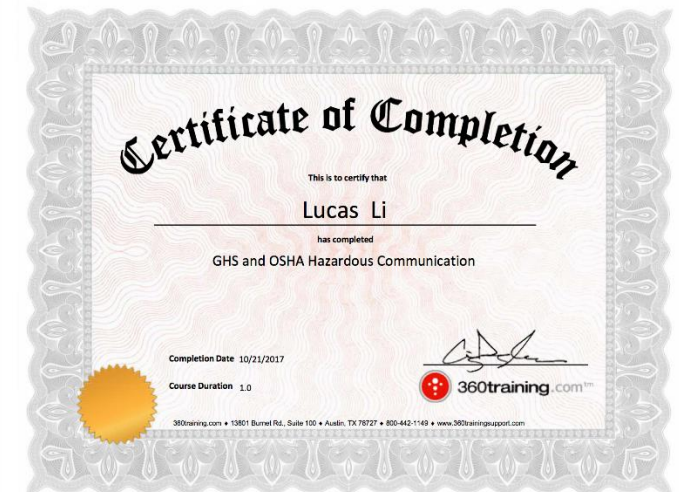 Certificate of Completion
This is to certify that
Lucas Li
has completed
GHS and OSHA Hazardous Communication
Completion Date 10/21/2017
Course Duration 1.0
360training.com™
360training.com ♦ 13801 Burnet Rd., Suite 100 ♦ Austin, TX 78727 ♦ 800-442-1149 ♦ www.360trainingsupport.com